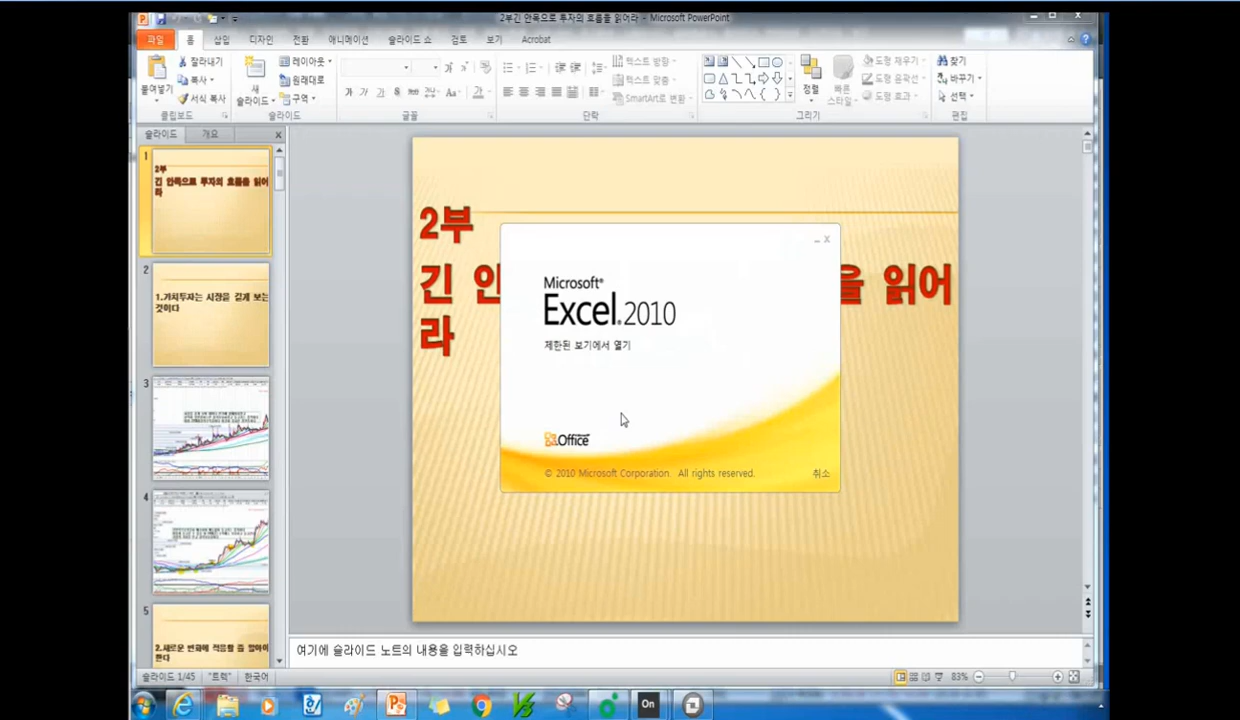 2부긴 안목으로 투자의 흐름을 읽어라 – Microsoft PowerPoint
파일 홈 삽입 디자인 전환 애니메이션 슬라이드 쇼 검토 보기 Acrobat
붙여넣기
잘라내기
복사
서식 복사
클립보드
새 슬라이드
레이아웃
원래대로
구역
슬라이드
가 가 가 S abc 가가 Aa 가
글꼴
텍스트 방향
텍스트 맞춤
SmartArt로 변환
단락
정렬
빠른 스타일
도형 채우기
도형 윤곽선
도형 효과
그리기
찾기
바꾸기
선택
편집
슬라이드 개요
1
2부
긴 안목으로 투자의 흐름을 읽어
라
2
1.가치투자는 시장을 길게 보는
것이다
3
4
5
2.새로운 변화에 적응할 줄 알아야
한다
2부
긴 안 을 읽어
라
Microsoft®
Excel®2010
제한된 보기에서 열기
Office
© 2010 Microsoft Corporation. All rights reserved. 취소
여기에 슬라이드 노트의 내용을 입력하십시오
슬라이드 1/45 "트랙" 한국어 83%
On